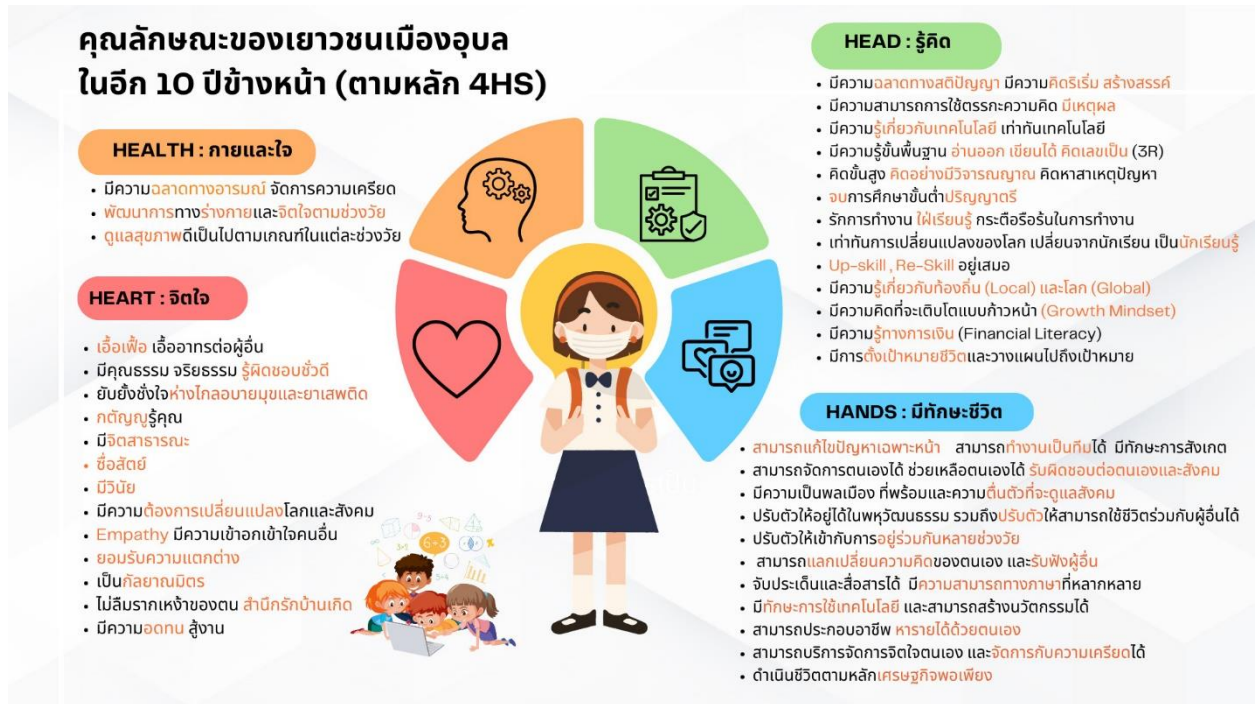 คุณลักษณะของเยาวชนเมืองอุบล
ในอีก 10 ปีข้างหน้า (ตามหลัก 4HS)
HEALTH : กายและใจ
• มีความฉลาดทางอารมณ์ จัดการความเครียด
• พัฒนาการทางร่างกายและจิตใจตามช่วงวัย
• ดูแลสุขภาพดีเป็นไปตามเกณฑ์ในแต่ละช่วงวัย
HEART : จิตใจ
• เอื้อเฟื้อ เอื้ออาทรต่อผู้อื่น
• มีคุณธรรม จริยธรรม รู้ผิดชอบชั่วดี
• ยับยั้งชั่งใจห่างไกลอบายมุขและยาเสพติด
• กตัญญูรู้คุณ
• มีจิตสาธารณะ
• ซื่อสัตย์
• มีวินัย
• มีความต้องการเปลี่ยนแปลงโลกและสังคม
• Empathy มีความเข้าอกเข้าใจคนอื่น
• ยอมรับความแตกต่าง
• เป็นกัลยาณมิตร
• ไม่ลืมรากเหง้าของตน สำนึกรักบ้านเกิด
• มีความอดทน สู้งาน
HEAD : รู้คิด
• มีความฉลาดทางสติปัญญา มีความคิดริเริ่ม สร้างสรรค์
• มีความสามารถการใช้ตรรกะความคิด มีเหตุผล
• มีความรู้เกี่ยวกับเทคโนโลยี เท่าทันเทคโนโลยี
• มีความรู้ขั้นพื้นฐาน อ่านออก เขียนได้ คิดเลขเป็น (3R)
• คิดขั้นสูง คิดอย่างมีวิจารณญาณ คิดหาสาเหตุปัญหา
• จบการศึกษาขั้นต่ำปริญญาตรี
• รักการทำงาน ใฝ่เรียนรู้ กระตือรือร้นในการทำงาน
• เท่าทันการเปลี่ยนแปลงของโลก เปลี่ยนจากนักเรียน เป็นนักเรียนรู้
• Up-skill , Re-Skill อยู่เสมอ
• มีความรู้เกี่ยวกับท้องถิ่น (Local) และโลก (Global)
• มีความคิดที่จะเติบโตแบบก้าวหน้า (Growth Mindset)
• มีความรู้ทางการเงิน (Financial Literacy)
• มีการตั้งเป้าหมายชีวิตและวางแผนไปถึงเป้าหมาย
HANDS : มีทักษะชีวิต
• สามารถแก้ไขปัญหาเฉพาะหน้า สามารถทำงานเป็นทีมได้ มีทักษะการสังเกต
• สามารถจัดการตนเองได้ ช่วยเหลือตนเองได้ รับผิดชอบต่อตนเองและสังคม
• มีความเป็นพลเมือง ที่พร้อมและความตื่นตัวที่จะดูแลสังคม
• ปรับตัวให้อยู่ได้ในพหุวัฒนธรรม รวมถึงปรับตัวให้สามารถใช้ชีวิตร่วมกับผู้อื่นได้
• ปรับตัวให้เข้ากับการอยู่ร่วมกันหลายช่วงวัย
• สามารถแลกเปลี่ยนความคิดของตนเอง และรับฟังผู้อื่น
• จับประเด็นและสื่อสารได้ มีความสามารถทางภาษาที่หลากหลาย
• มีทักษะการใช้เทคโนโลยี และสามารถสร้างนวัตกรรมได้
• สามารถประกอบอาชีพ หารายได้ด้วยตนเอง
• สามารถบริการจัดการจิตใจตนเอง และจัดการกับความเครียดได้
• ดำเนินชีวิตตามหลักเศรษฐกิจพอเพียง
6÷3